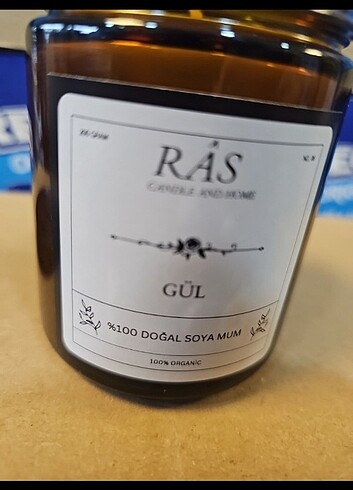 RÅS
CANDLE AND HOME
GÜL
%100 DOĞAL SOYA MUM
100% ORGANIC